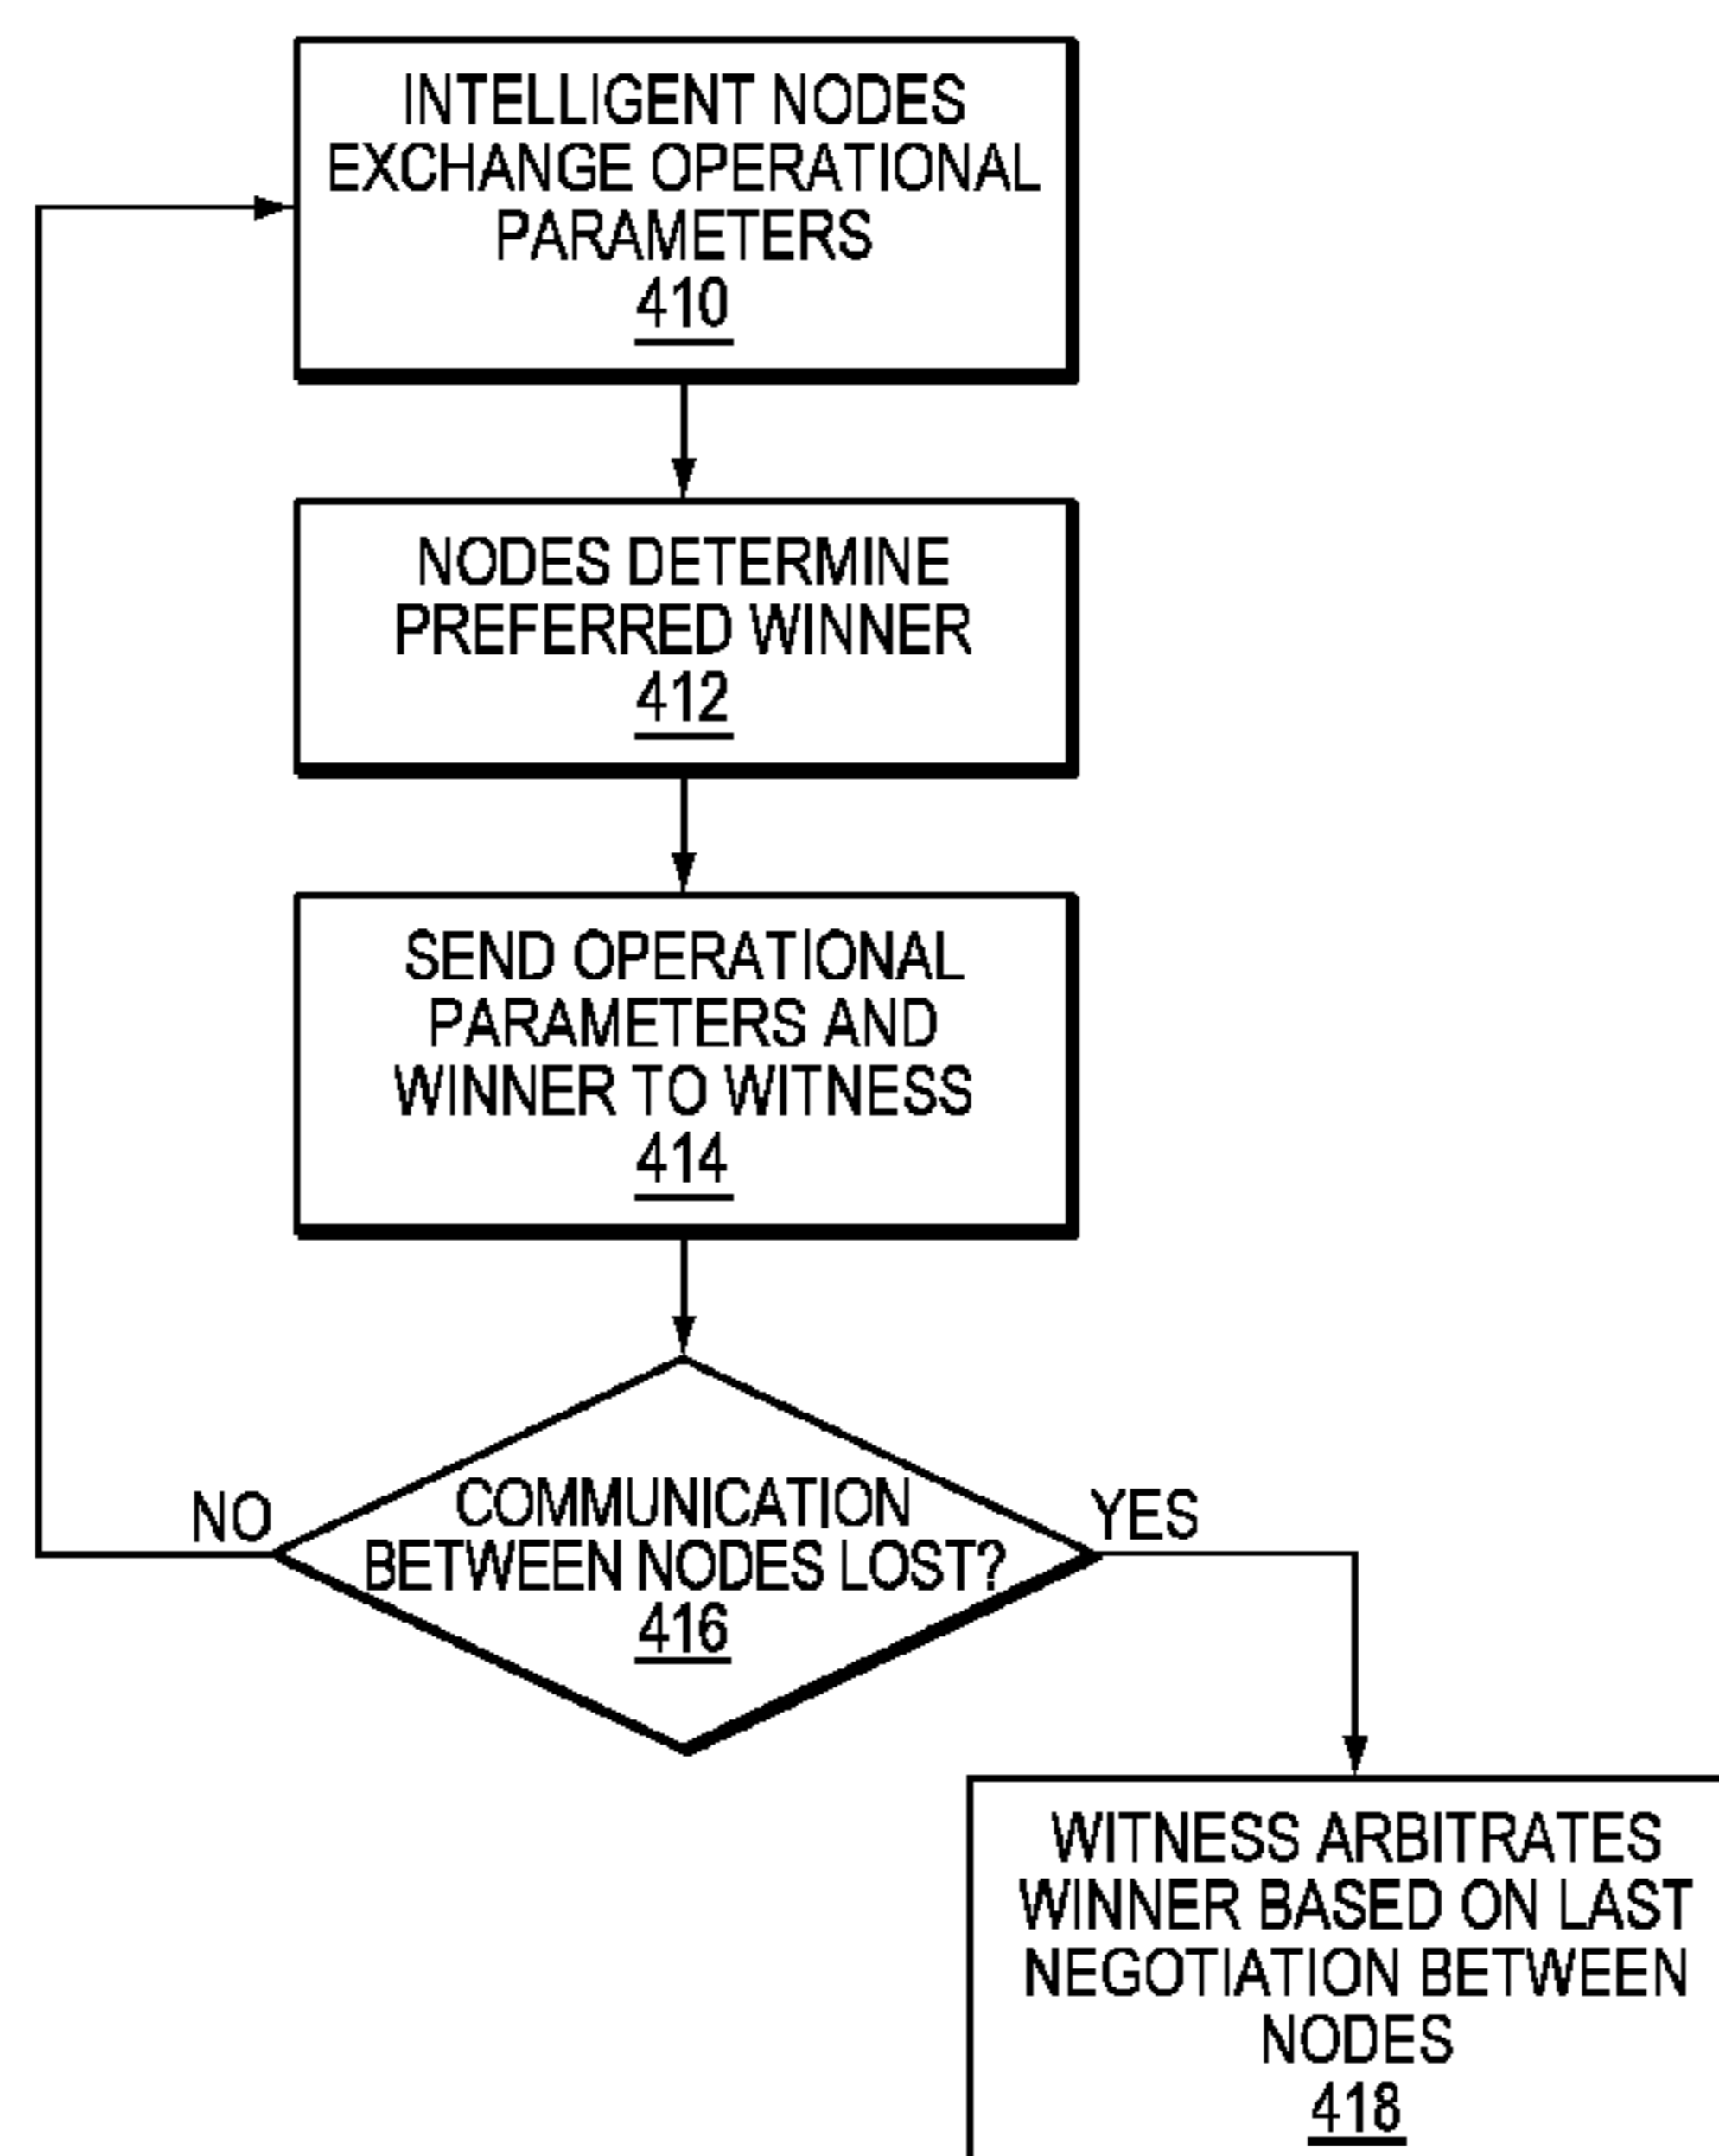 INTELLIGENT NODES
EXCHANGE OPERATIONAL
PARAMETERS
410
NODES DETERMINE
PREFERRED WINNER
412
SEND OPERATIONAL
PARAMETERS AND
WINNER TO WITNESS
414
NO
COMMUNICATION
BETWEEN NODES LOST?
416
YES
WITNESS ARBITRATES
WINNER BASED ON LAST
NEGOTIATION BETWEEN
NODES
418